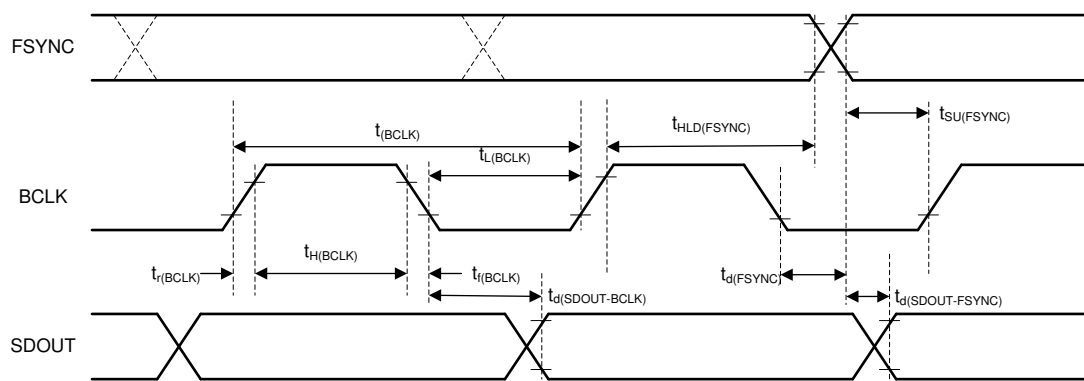 FSYNC
t(BCLK)
tHLD(FSYNC)
tSU(FSYNC)
tL(BCLK)
BCLK
tr(BCLK)
tH(BCLK)
tf(BCLK)
td(FSYNC)
td(SDOUT-BCLK)
td(SDOUT-FSYNC)
SDOUT